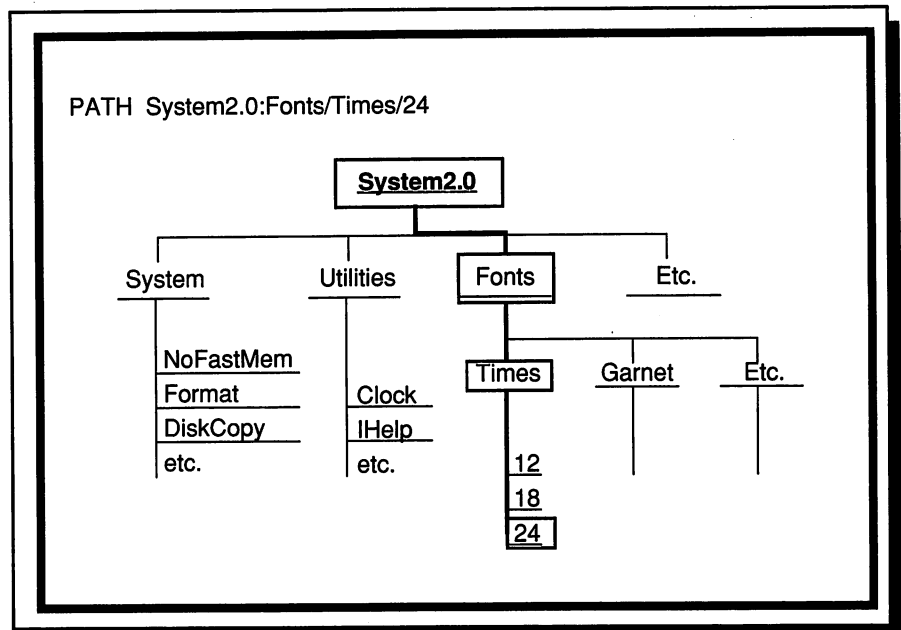 PATH System2.0:Fonts/Times/24
System2.0
System Utilities Fonts Etc.
NoFastMem
Times Garnet Etc.
Format Clock
DiskCopy IHelp
etc. etc. 12
18
24